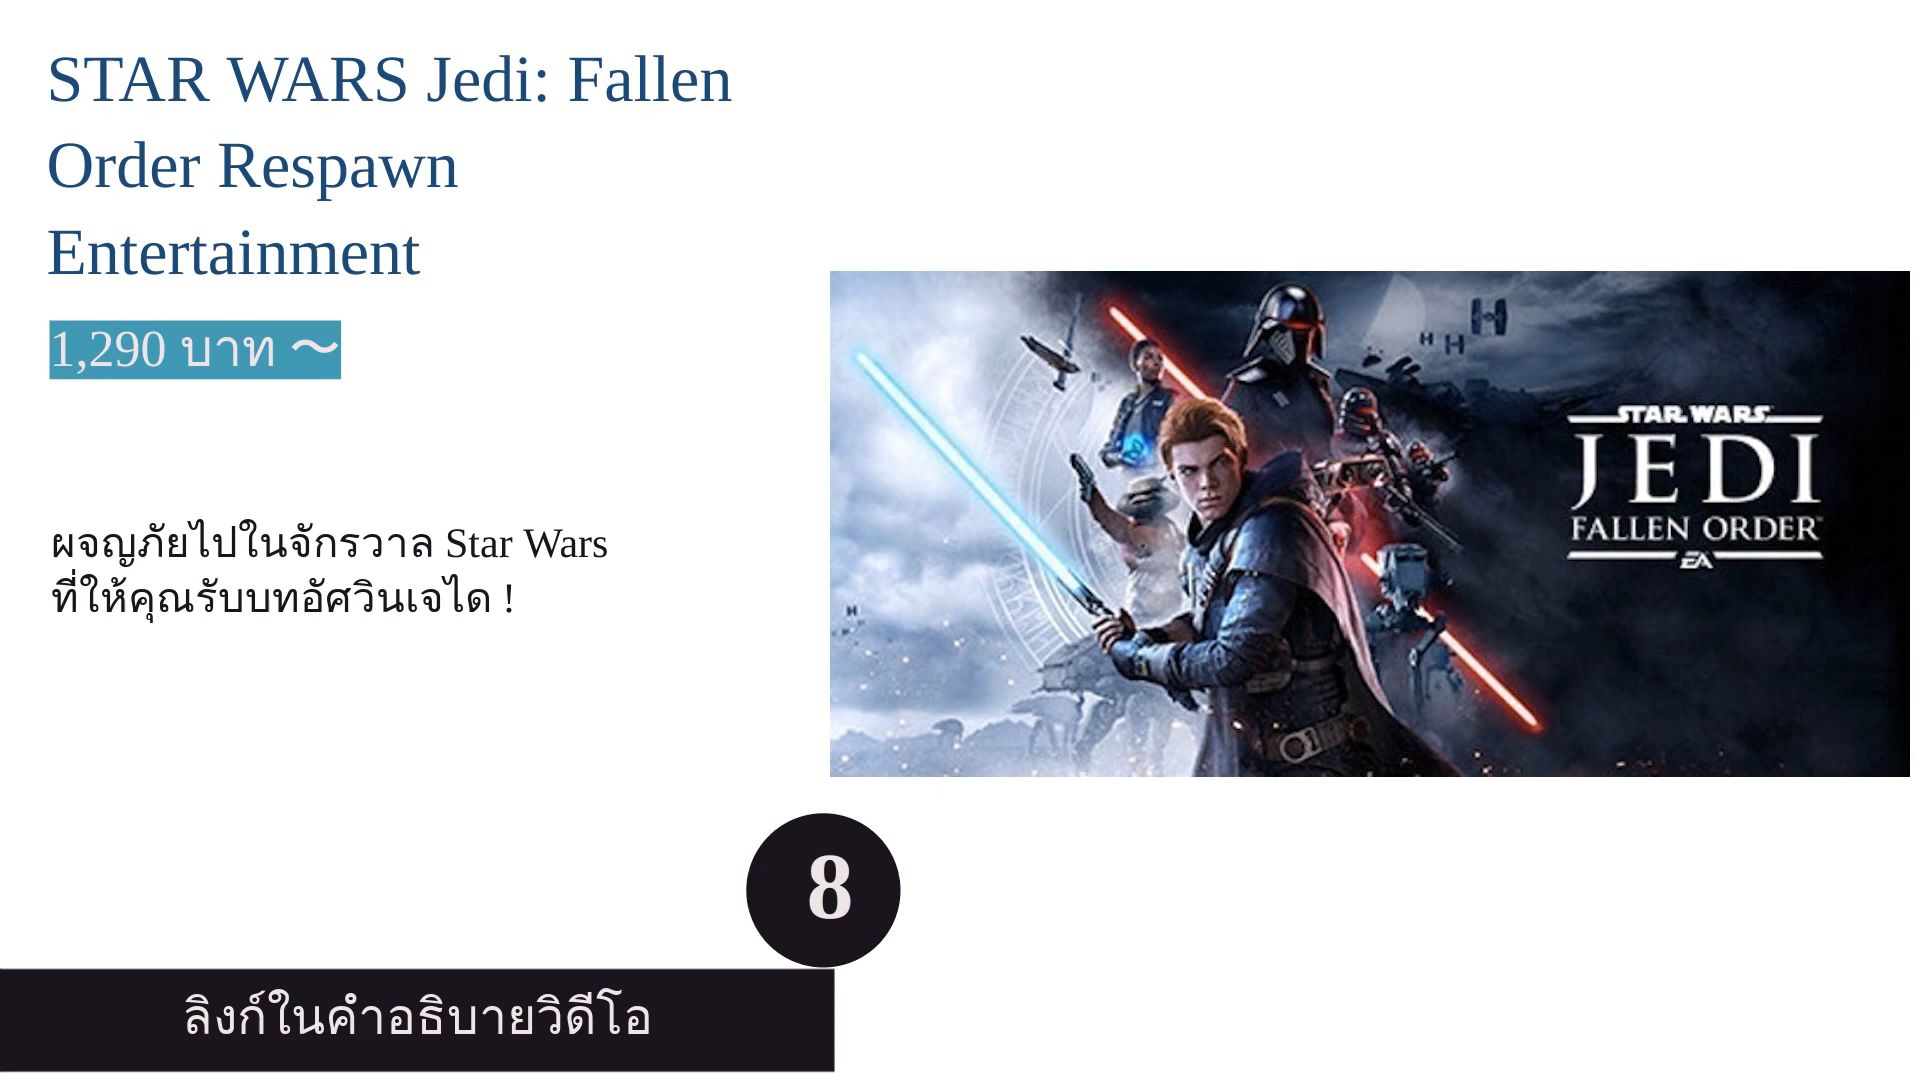 STAR WARS Jedi: Fallen
Order Respawn
Entertainment
1,290 บาท ～
ผจญภัยไปในจักรวาล Star Wars
ที่ให้คุณรับบทอัศวินเจได !
STAR WARS
JEDI
FALLEN ORDER
EA
8
ลิงก์ในคำอธิบายวิดีโอ